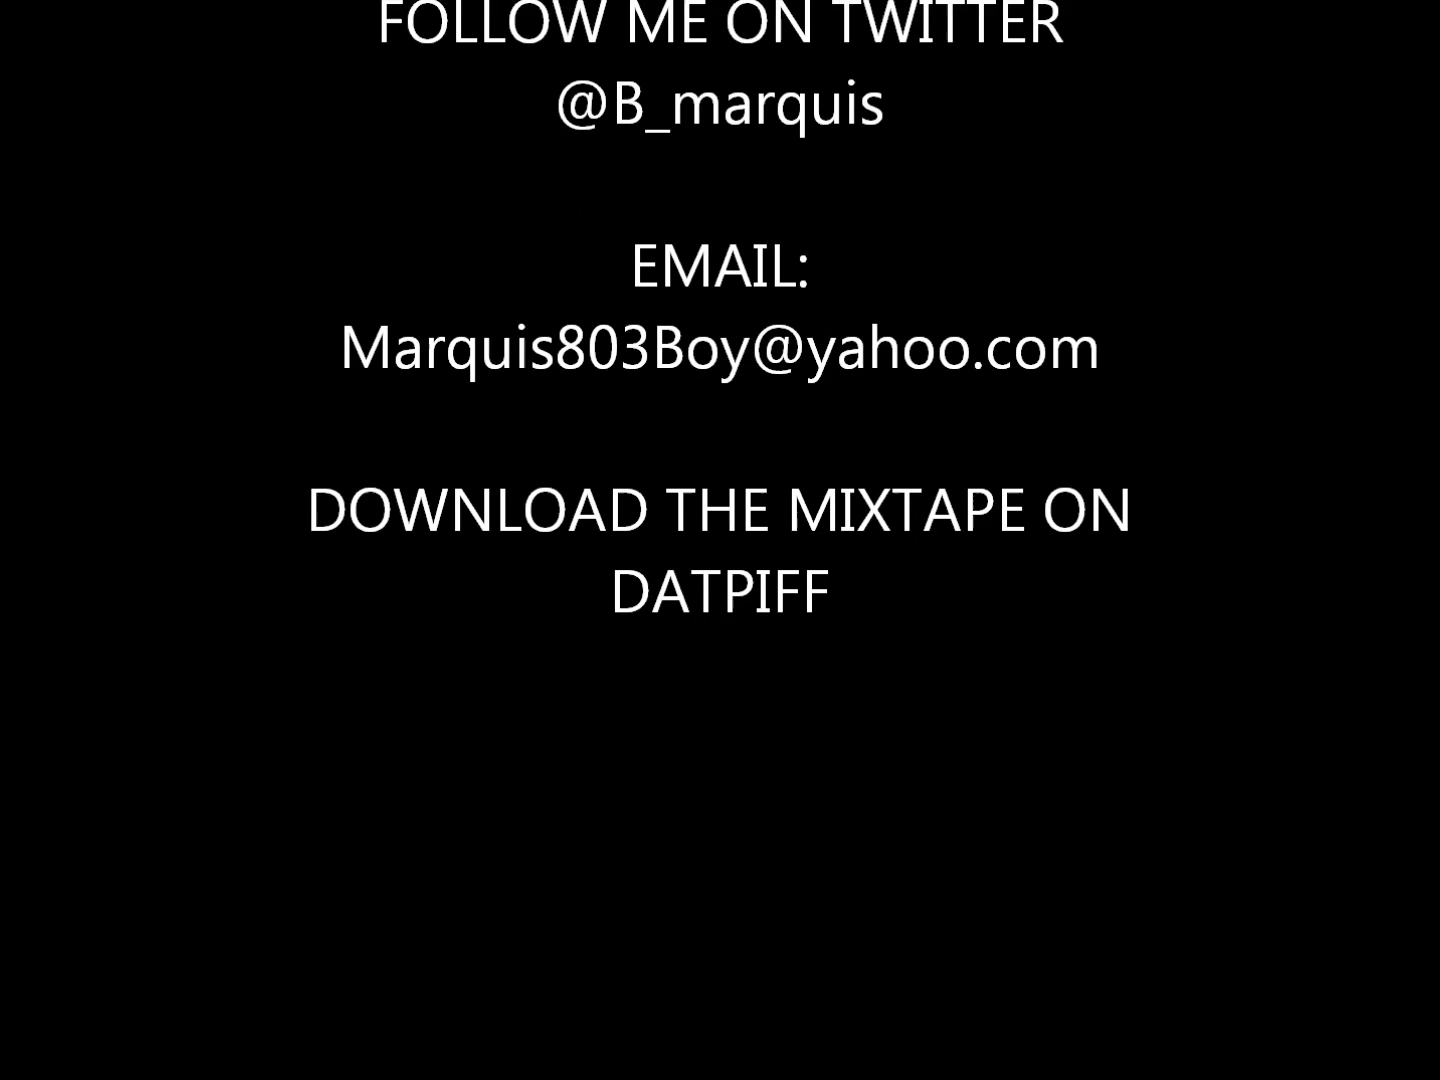 FOLLOW ME ON TWITTER
@B_marquis
EMAIL:
Marquis803Boy@yahoo.com
DOWNLOAD THE MIXTAPE ON
DATPIFF